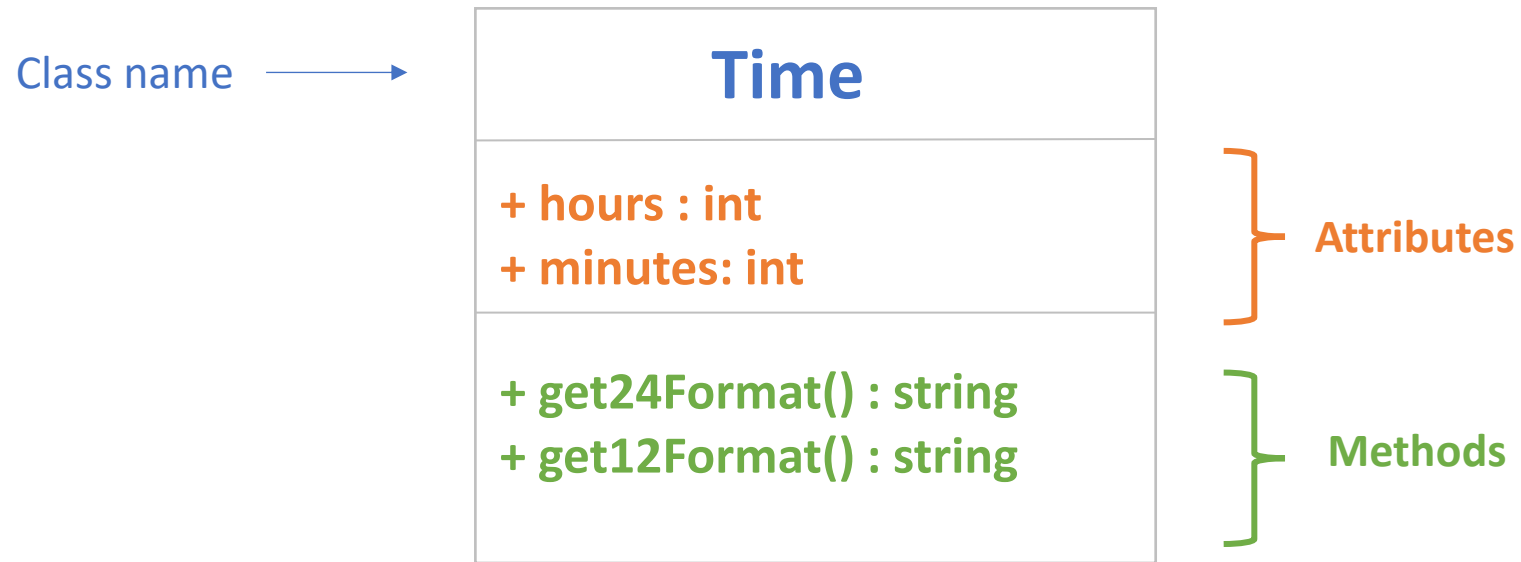 Class name
Time
+ hours : int
+ minutes: int
Attributes
+ get24Format() : string
+ get12Format() : string
Methods